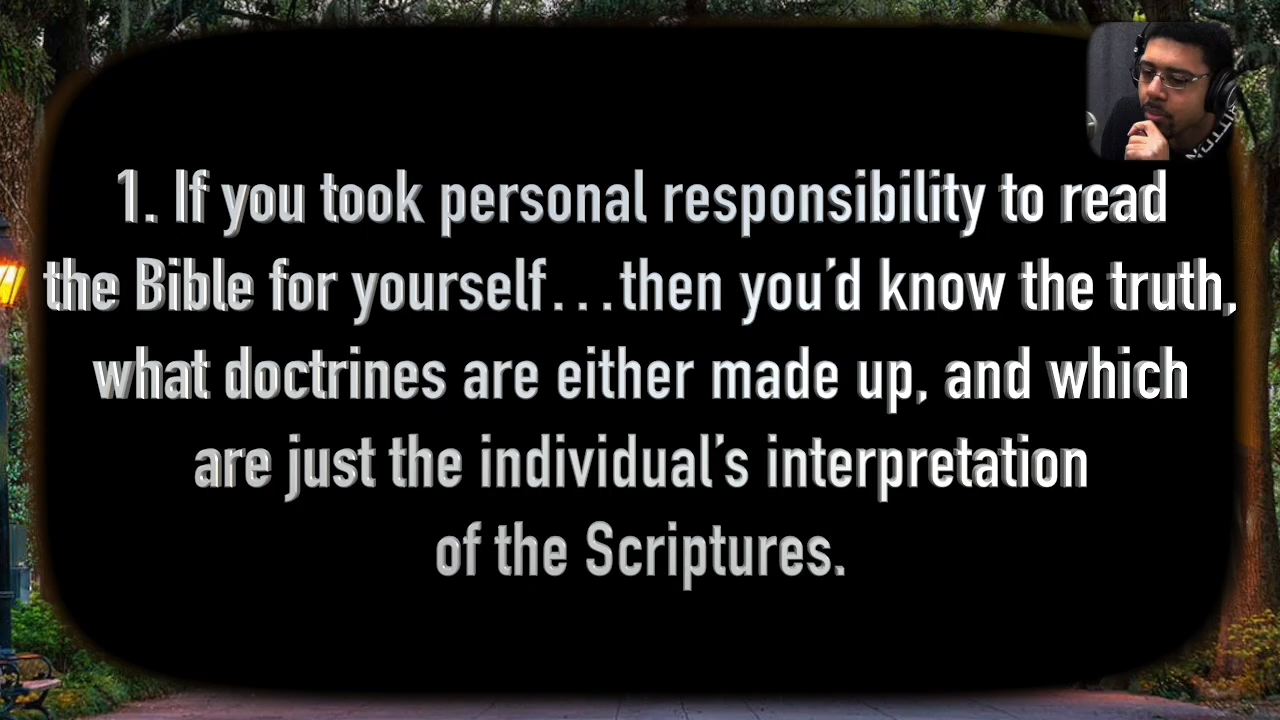 1. If you took personal responsibility to read
the Bible for yourself...then you'd know the truth,
what doctrines are either made up, and which
are just the individual's interpretation
of the Scriptures.